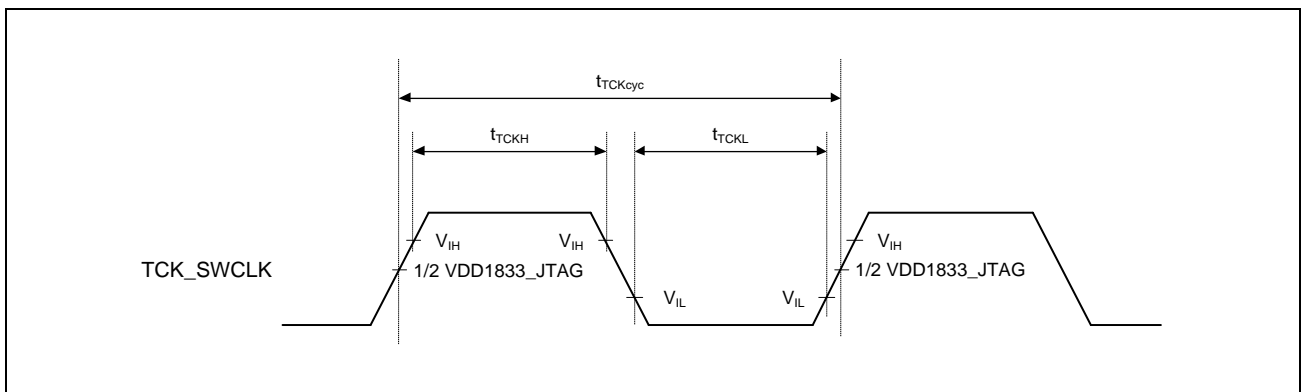 tTCKcyc
tTCKH tTCKL
VIH VIH VIH
TCK_SWCLK 1/2 VDD1833_JTAG 1/2 VDD1833_JTAG
VIL VIL